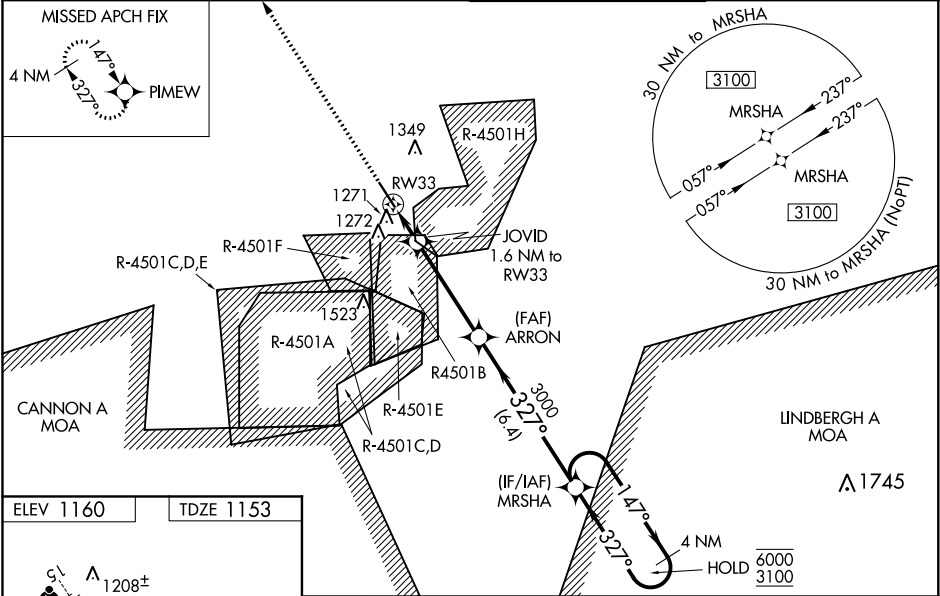 MISSED APCH FIX
4 NM
147°
327°
PIMEW
30 NM to MRSHA
3100
MRSHA
237°
057°
237°
057°
MRSHA
3100
30 NM to MRSHA (NoPT)
1349
R-4501H
RW33
1271
1272
R-4501F
JOVID
1.6 NM to
RW33
R-4501C,D,E
1523
R-4501A
(FAF)
ARRON
R4501B
R-4501E
R-4501C,D
3000
327°
(6.4)
CANNON A
MOA
LINDBERGH A
MOA
(IF/IAF)
MRSHA
1745
147°
327°
4 NM
HOLD
6000
3100
ELEV 1160
TDZE 1153
15
1208±